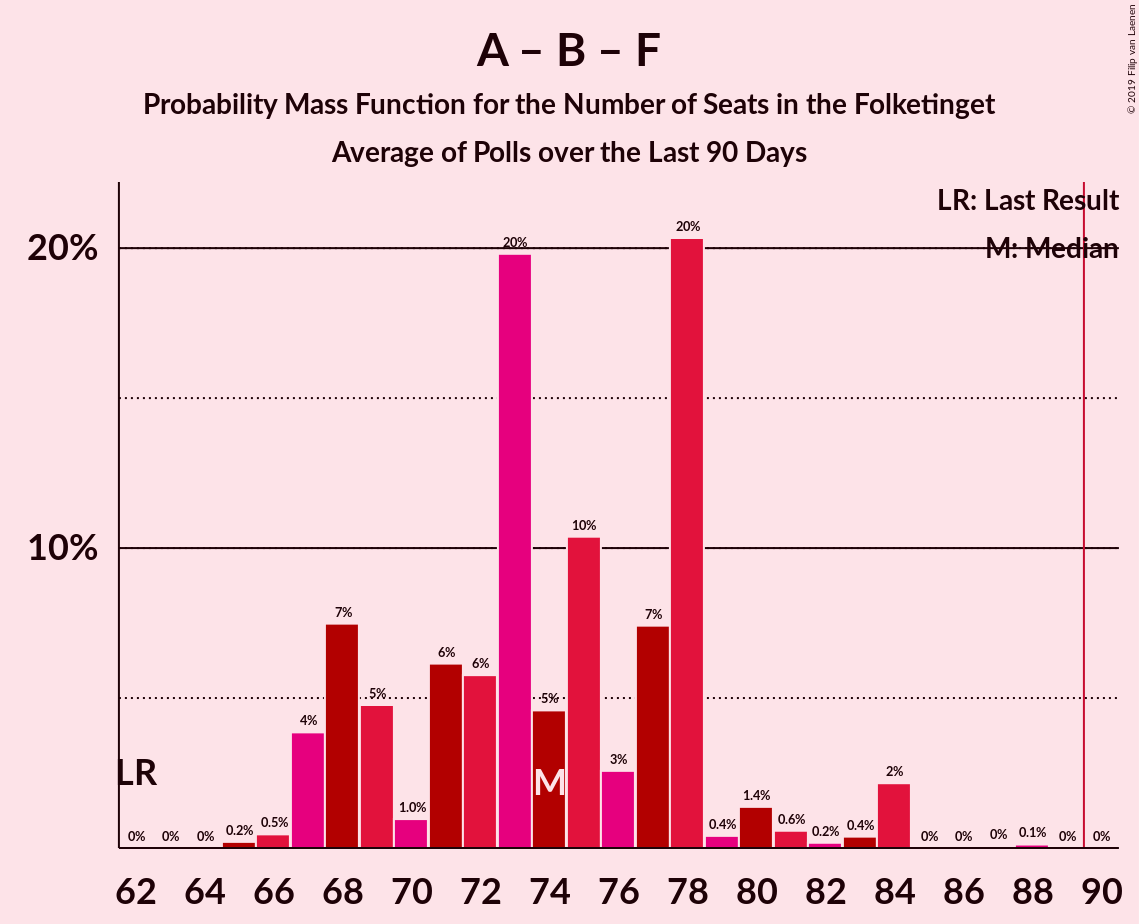 A – B – F
Probability Mass Function for the Number of Seats in the Folketinget
Average of Polls over the Last 90 Days
© 2019 Filip van Laenen
LR: Last Result
M: Median
20%
10%
LR
M
0% 0% 0% 0.2% 0.5% 4% 7% 5% 1.0% 6% 6% 20% 5% 10% 3% 7% 20% 0.4% 1.4% 0.6% 0.2% 0.4% 2% 0% 0% 0% 0.1% 0% 0%
62 64 66 68 70 72 74 76 78 80 82 84 86 88 90